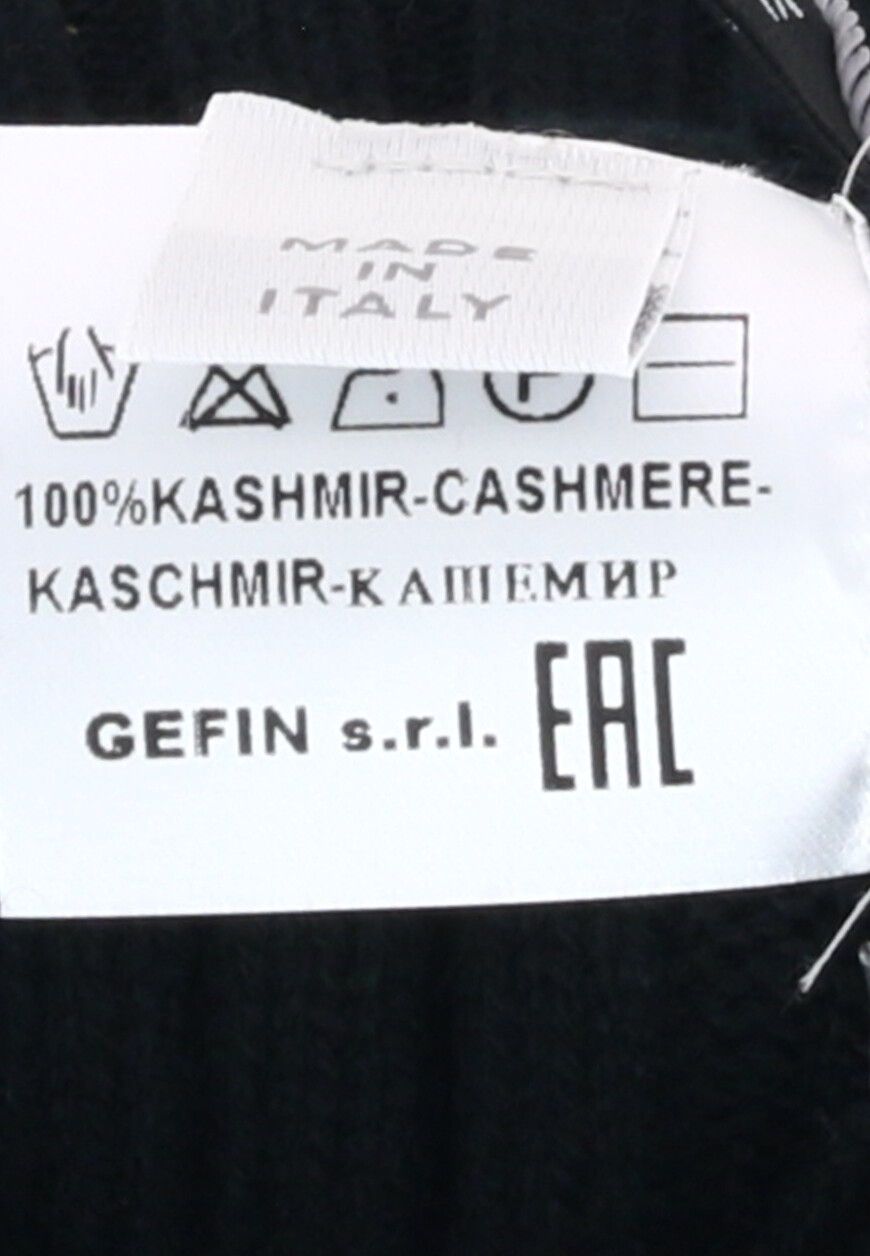 MADE
IN
ITALY
P
100%KASHMIR-CASHMERE-
KASCHMIR-КАШЕМИР
GEFIN s.r.l.
EAC